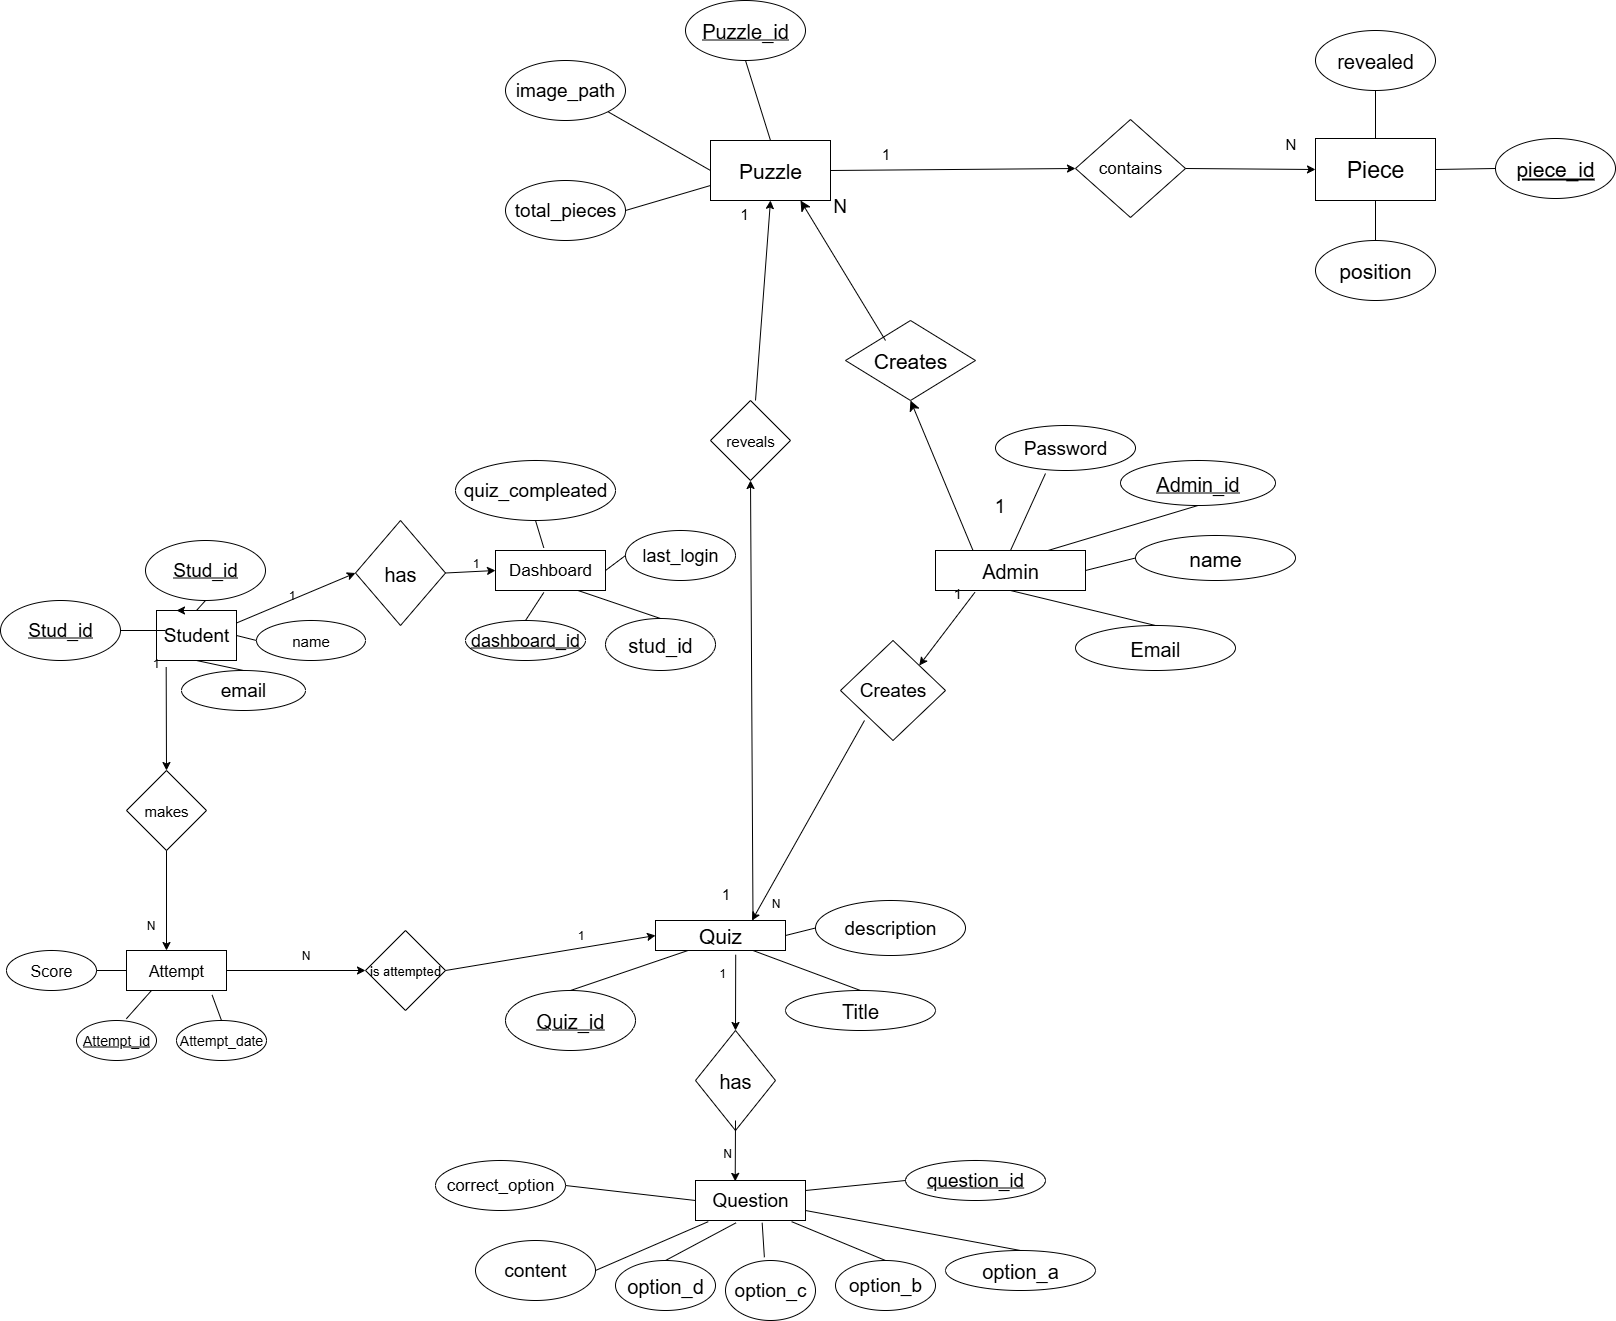 Puzzle_id
revealed
image_path
N
1
contains
Puzzle
Piece
piece_id
total_pieces
1
N
position
Creates
reveals
Password
Admin_id
quiz_compleated
1
last_login
name
has
1
Dashboard
Admin
Stud_id
1
1
Stud_id
Student
name
dashboard_id
stud_id
Email
1
email
Creates
makes
1
N
N
description
1
Quiz
N
Score
Attempt
is attempted
1
Quiz_id
Title
Attempt_id
Attempt_date
has
N
correct_option
question_id
Question
content
option_d
option_c
option_b
option_a